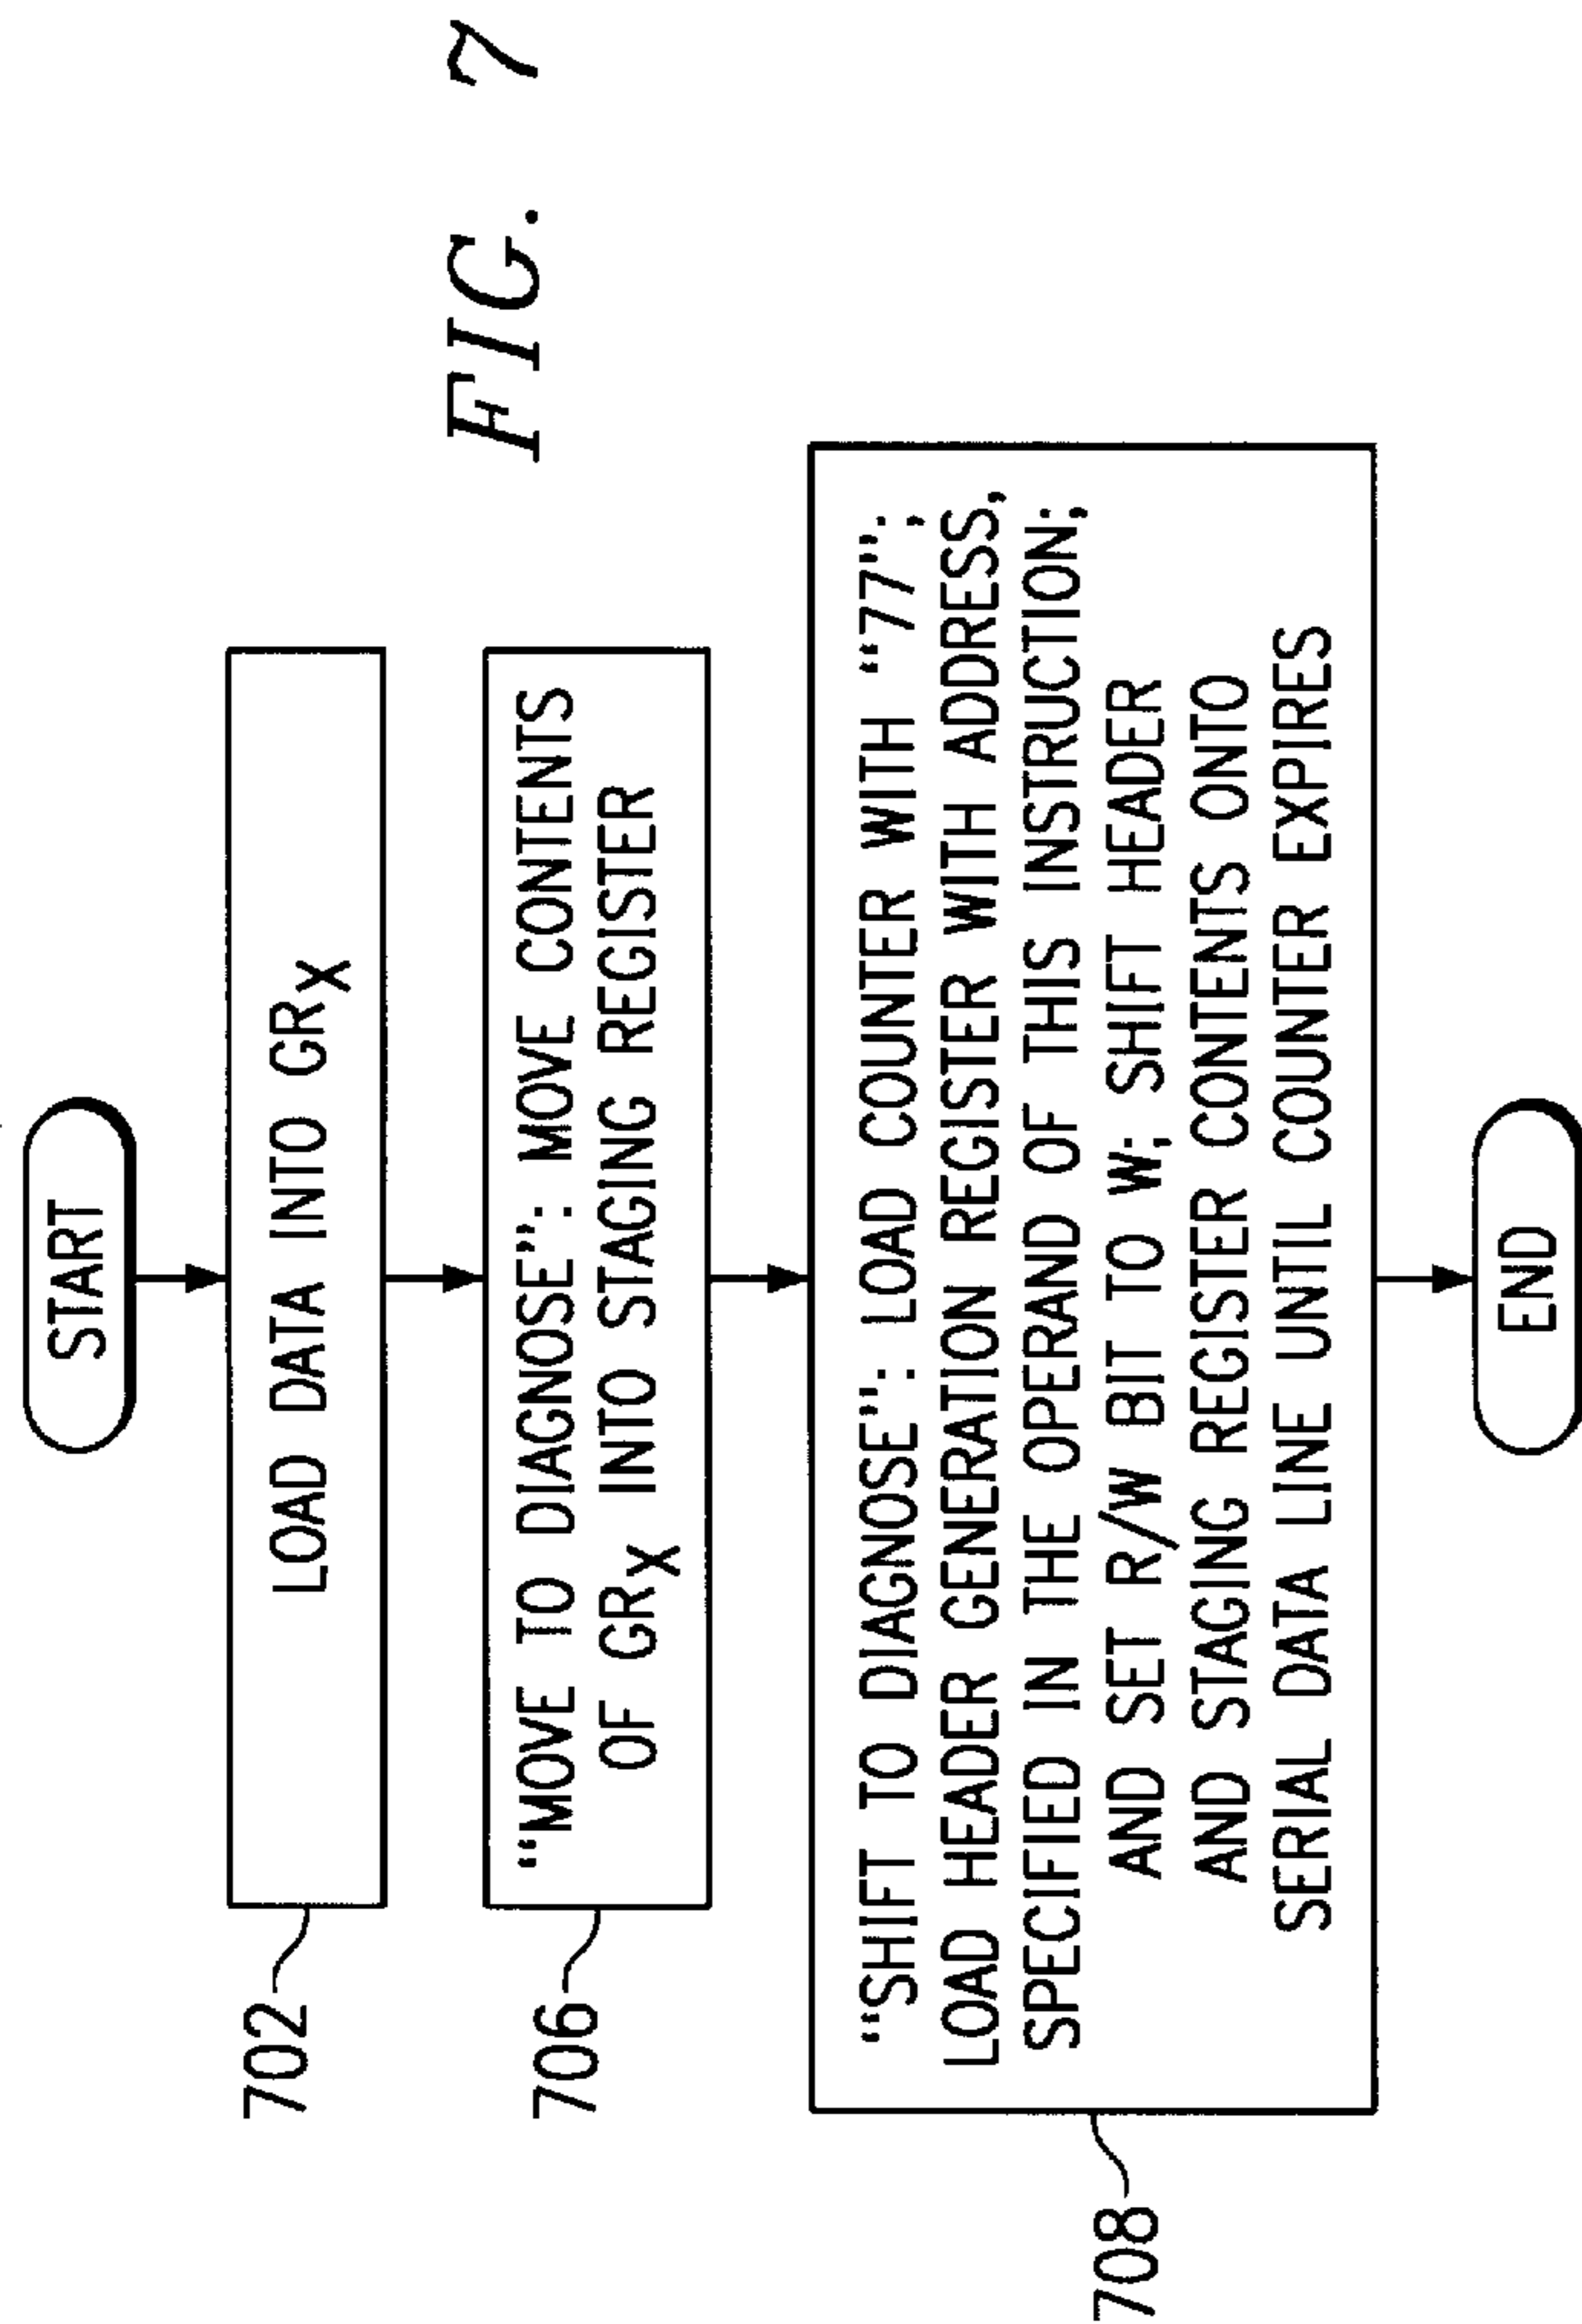 START
702
LOAD DATA INTO GRX
706
“MOVE TO DIAGNOSE”: MOVE CONTENTS
OF GRX INTO STAGING REGISTER
708
“SHIFT TO DIAGNOSE”: LOAD COUNTER WITH “77”;
LOAD HEADER GENERATION REGISTER WITH ADDRESS,
SPECIFIED IN THE OPERAND OF THIS INSTRUCTION;
AND SET R/W BIT TO W; SHIFT HEADER
AND STAGING REGISTER CONTENTS ONTO
SERIAL DATA LINE UNTIL COUNTER EXPIRES
END
FIG. 7